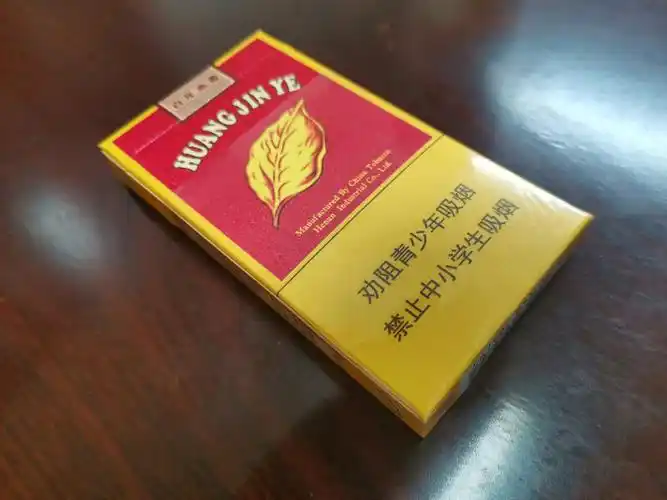 HUANG JIN YE
Manufactured By China Tobacco
Henan Industrial Co., Ltd.
劝阻青少年吸烟
禁止中小学生吸烟